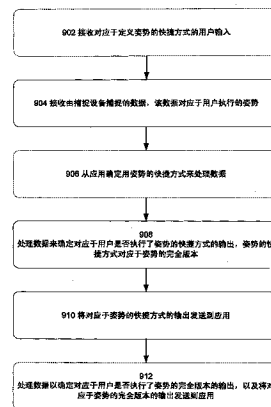 902 接收对应于定义姿势的快捷方式的用户输入
904 接收由捕捉设备捕捉的数据，该数据对应于用户执行的姿势
906 从应用确定用姿势的快捷方式来处理数据
908
处理数据来确定对应于用户是否执行了姿势的快捷方式的输出，姿势的快
捷方式对应于姿势的完全版本
910 将对应于姿势的快捷方式的输出发送到应用
912
处理数据以确定对应于用户是否执行了姿势的完全版本的输出，以及将对
应于姿势的完全版本的输出发送到应用